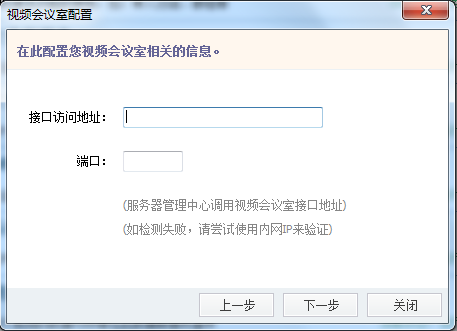 视频会议室配置
在此配置您视频会议室相关的信息。
接口访问地址：
端口：
(服务器管理中心调用视频会议室接口地址)
(如检测失败，请尝试使用内网IP来验证)
上一步 下一步 关闭